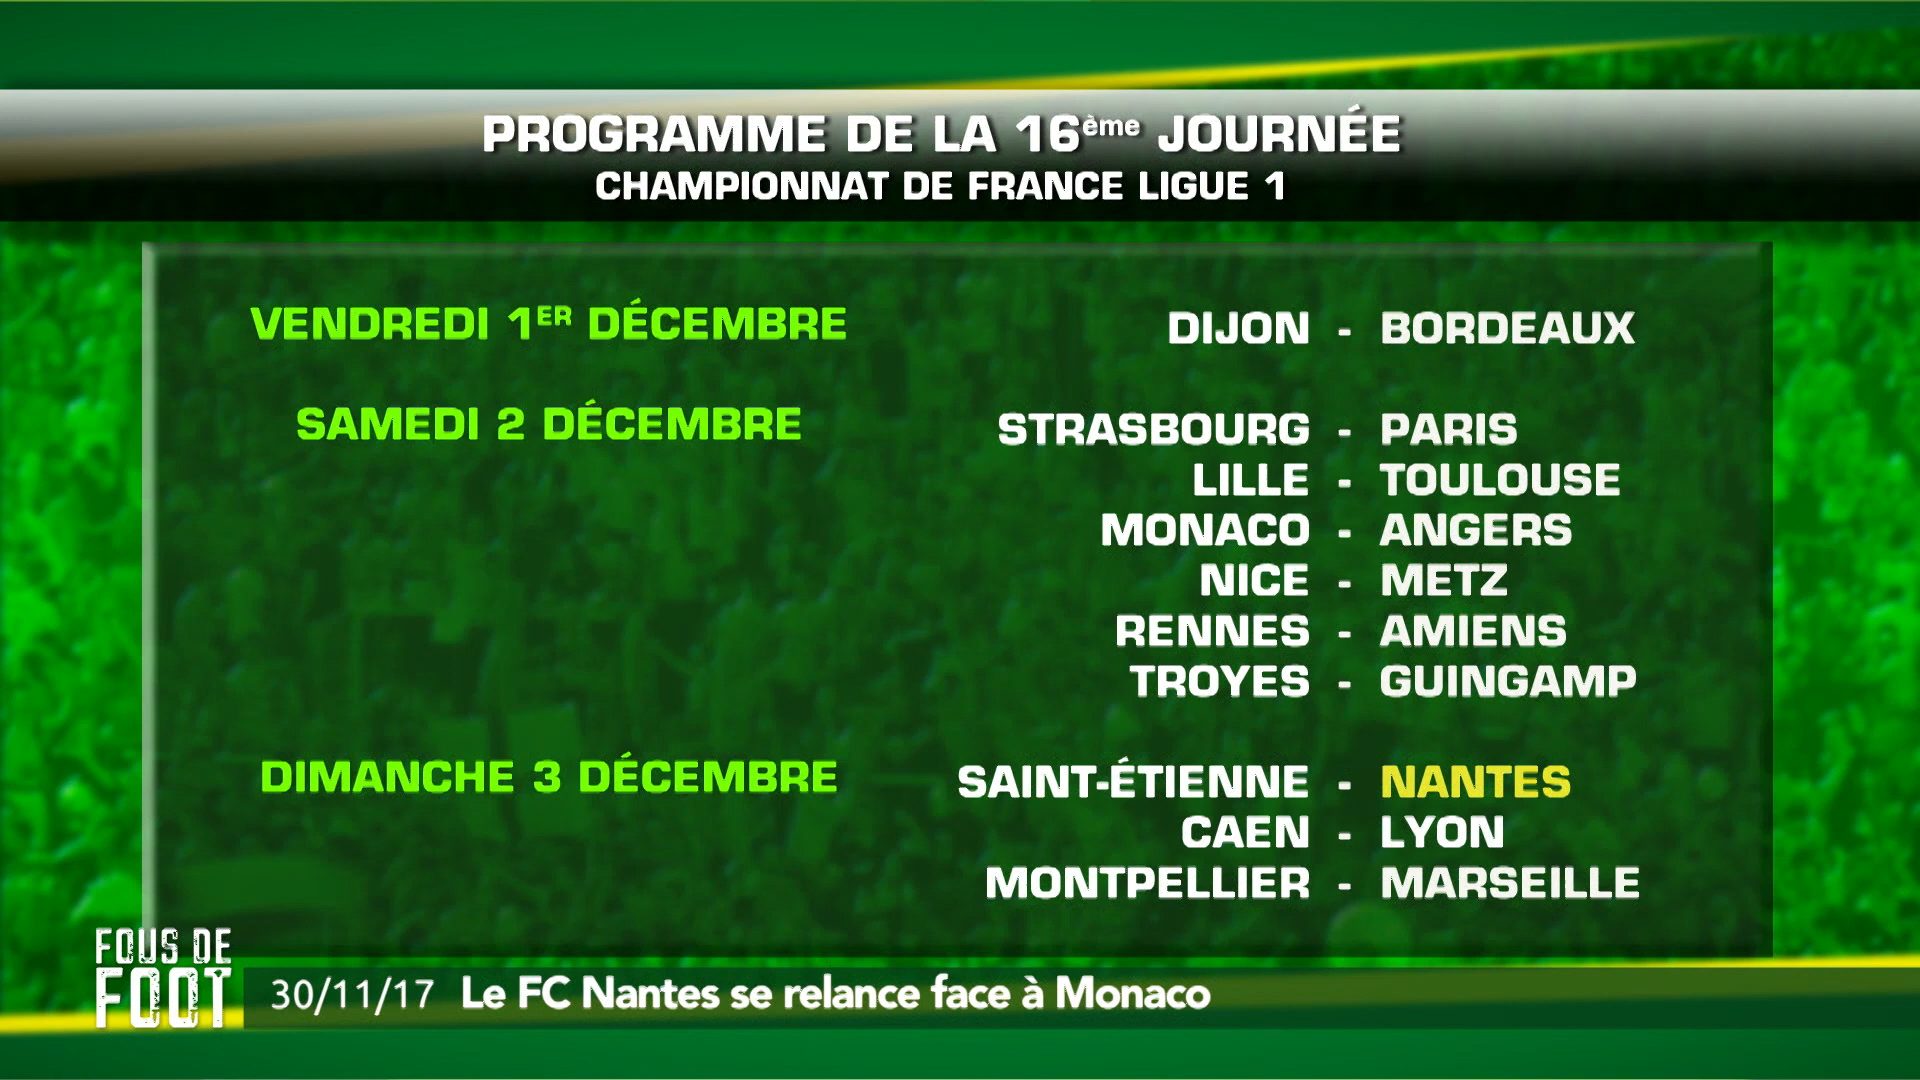 PROGRAMME DE LA 16ème JOURNÉE
CHAMPIONNAT DE FRANCE LIGUE 1
VENDREDI 1ER DÉCEMBRE DIJON - BORDEAUX
SAMEDI 2 DÉCEMBRE STRASBOURG - PARIS
LILLE - TOULOUSE
MONACO - ANGERS
NICE - METZ
RENNES - AMIENS
TROYES - GUINGAMP
DIMANCHE 3 DÉCEMBRE SAINT-ÉTIENNE - NANTES
CAEN - LYON
MONTPELLIER - MARSEILLE
FOUS DE
FOOT
30/11/17 Le FC Nantes se relance face à Monaco